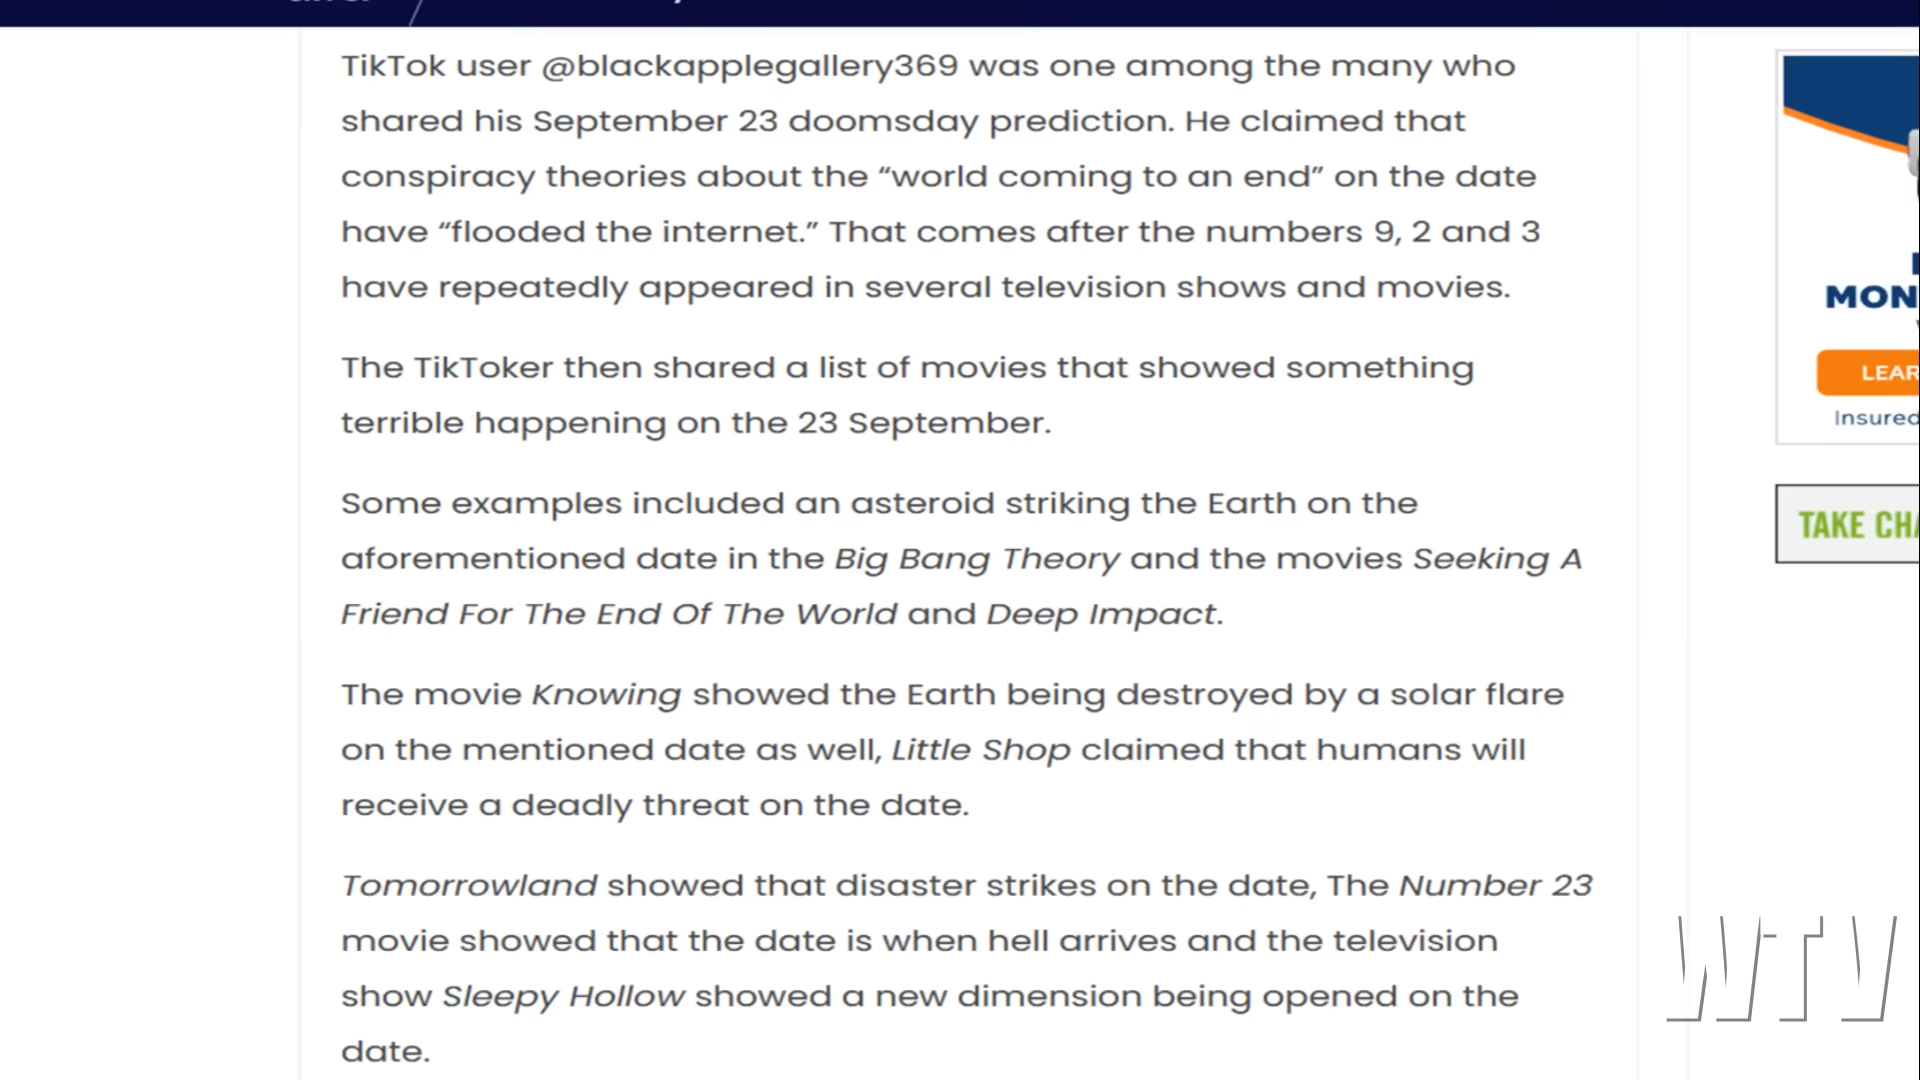 TikTok user @blackapplegallery369 was one among the many who
shared his September 23 doomsday prediction. He claimed that
conspiracy theories about the “world coming to an end” on the date
have “flooded the internet.” That comes after the numbers 9, 2 and 3
have repeatedly appeared in several television shows and movies.
The TikToker then shared a list of movies that showed something
terrible happening on the 23 September.
Some examples included an asteroid striking the Earth on the
aforementioned date in the Big Bang Theory and the movies Seeking A
Friend For The End Of The World and Deep Impact.
The movie Knowing showed the Earth being destroyed by a solar flare
on the mentioned date as well, Little Shop claimed that humans will
receive a deadly threat on the date.
Tomorrowland showed that disaster strikes on the date, The Number 23
movie showed that the date is when hell arrives and the television
show Sleepy Hollow showed a new dimension being opened on the
date.
MON
LEAR
Insured
TAKE CHA
WTV